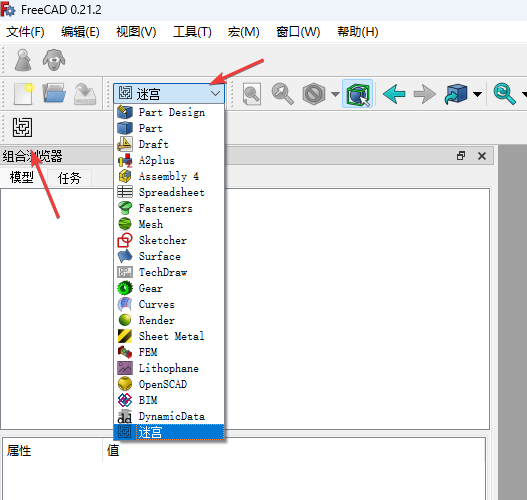 FreeCAD 0.21.2
文件(F) 编辑(E) 视图(V) 工具(T) 宏(M) 窗口(W) 帮助(H)
迷宫
Part Design
Part
组合浏览器
Draft
模型 任务
A2plus
Assembly 4
Spreadsheet
Fasteners
Mesh
Sketcher
Surface
TechDraw
Gear
Curves
Render
Sheet Metal
FEM
Lithophane
OpenSCAD
BIM
DynamicData
迷宫
属性 值